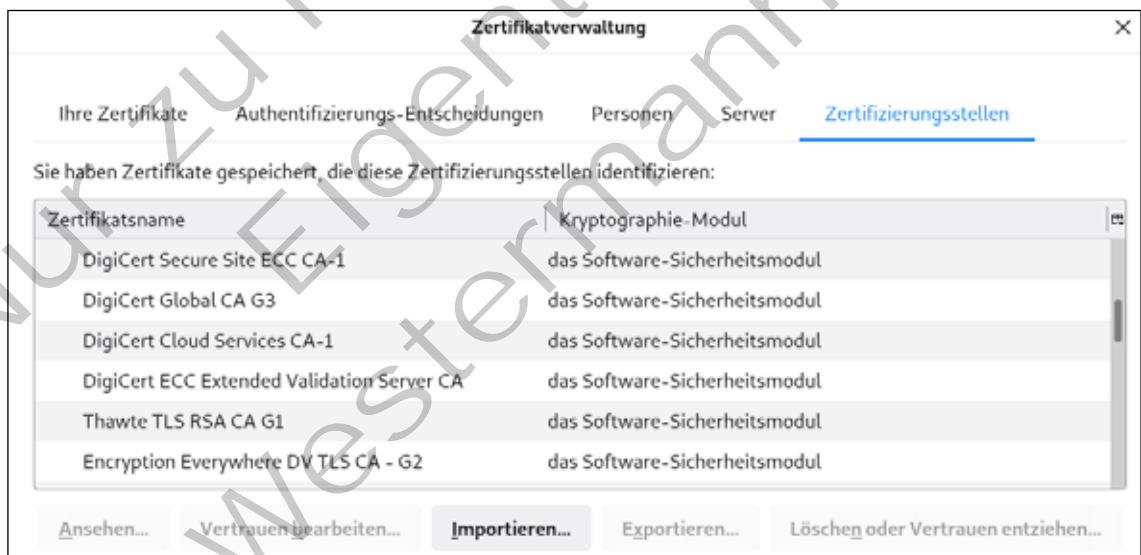 Zertifikatverwaltung
Ihre Zertifikate Authentifizierungs-Entscheidungen Personen Server Zertifizierungsstellen
Sie haben Zertifikate gespeichert, die diese Zertifizierungsstellen identifizieren:
Zertifikatsname Kryptographie-Modul
DigiCert Secure Site ECC CA-1 das Software-Sicherheitsmodul
DigiCert Global CA G3 das Software-Sicherheitsmodul
DigiCert Cloud Services CA-1 das Software-Sicherheitsmodul
DigiCert ECC Extended Validation Server CA das Software-Sicherheitsmodul
Thawte TLS RSA CA G1 das Software-Sicherheitsmodul
Encryption Everywhere DV TLS CA - G2 das Software-Sicherheitsmodul
Ansehen... Vertrauen bearbeiten... Importieren... Exportieren... Löschen oder Vertrauen entziehen...
Nur zu
Eigent
Westermann